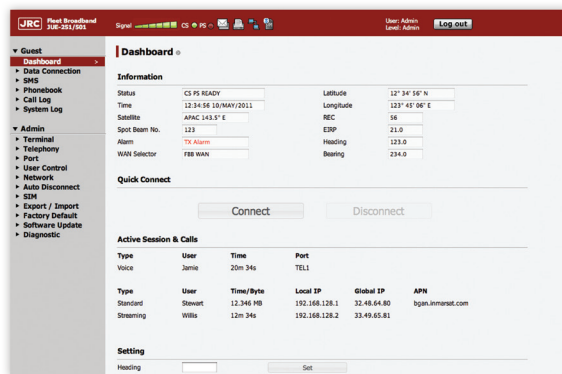 JRC Fleet Broadband JUE-251/501
Signal CS PS
User: Admin
Level: Admin
Log out
Guest
Dashboard >
Data Connection
SMS
Phonebook
Call Log
System Log
Admin
Terminal
Telephony
Port
User Control
Network
Auto Disconnect
SIM
Export / Import
Factory Default
Software Update
Diagnostic
Dashboard
Information
Status CS PS READY Latitude 12° 34' 56" N
Time 12:34:56 10/MAY/2011 Longitude 123° 45' 06" E
Satellite APAC 143.5° E REC 56
Spot Beam No. 123 EIRP 21.0
Alarm TX Alarm Heading 123.0
WAN Selector FBB WAN Bearing 234.0
Quick Connect
Connect Disconnect
Active Session & Calls
Type User Time Port
Voice Jamie 20m 34s TEL1
Type User Time/Byte Local IP Global IP APN
Standard Stewart 12.346 MB 192.168.128.1 32.48.64.80 bgan.inmarsat.com
Streaming Willis 12m 34s 192.168.128.2 33.49.65.81
Setting
Heading Set